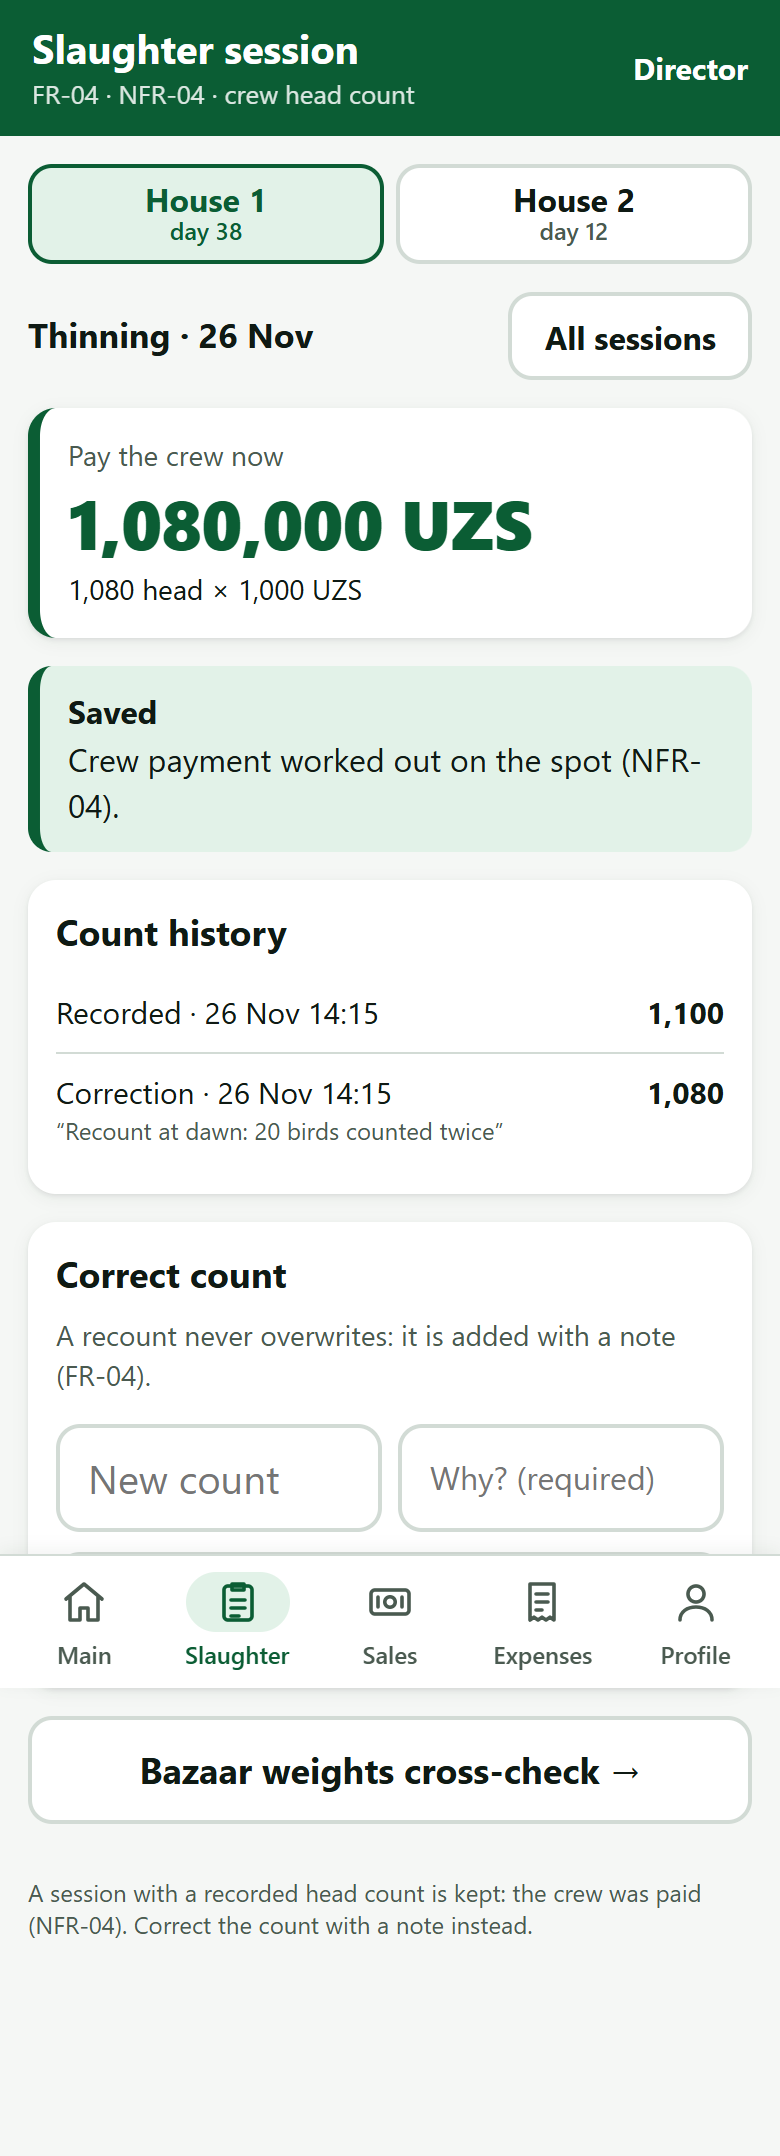 Slaughter session
FR-04 · NFR-04 · crew head count
Director
House 1
day 38
House 2
day 12
Thinning · 26 Nov
All sessions
Pay the crew now
1,080,000 UZS
1,080 head × 1,000 UZS
Saved
Crew payment worked out on the spot (NFR-
04).
Count history
Recorded · 26 Nov 14:15
1,100
Correction · 26 Nov 14:15
1,080
“Recount at dawn: 20 birds counted twice”
Correct count
A recount never overwrites: it is added with a note
(FR-04).
New count
Why? (required)
Main
Slaughter
Sales
Expenses
Profile
Bazaar weights cross-check →
A session with a recorded head count is kept: the crew was paid
(NFR-04). Correct the count with a note instead.